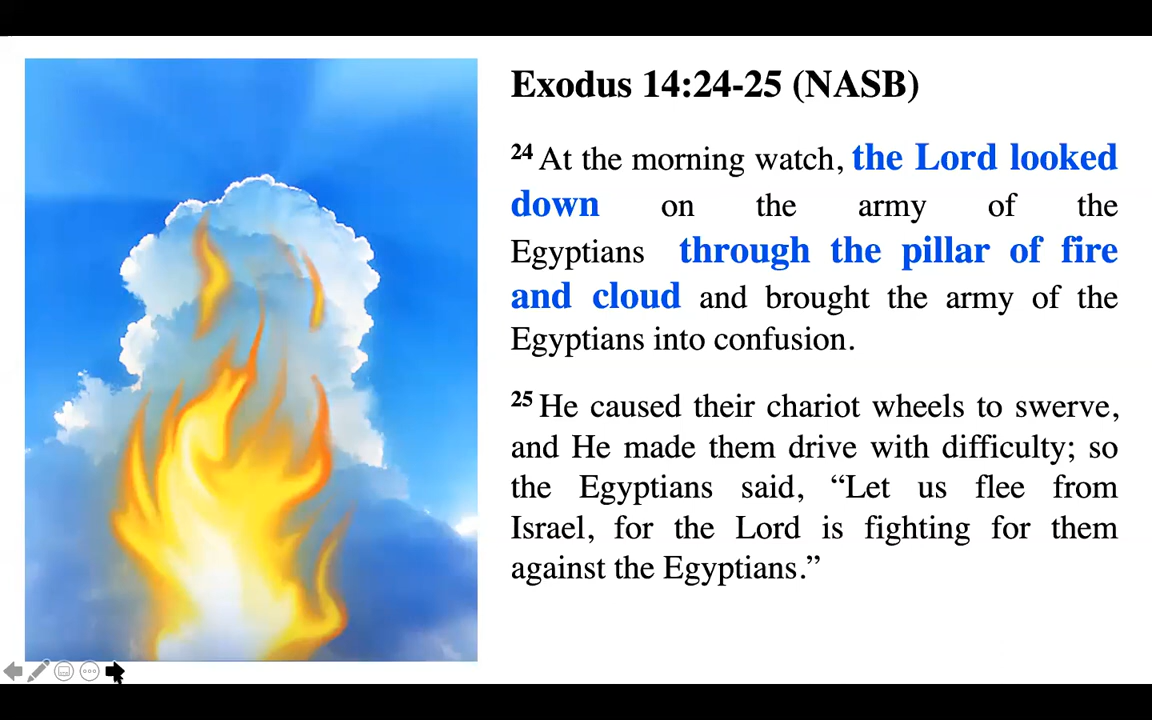 Exodus 14:24-25 (NASB)
24 At the morning watch, the Lord looked
down on the army of the
Egyptians through the pillar of fire
and cloud and brought the army of the
Egyptians into confusion.
25 He caused their chariot wheels to swerve,
and He made them drive with difficulty; so
the Egyptians said, “Let us flee from
Israel, for the Lord is fighting for them
against the Egyptians.”